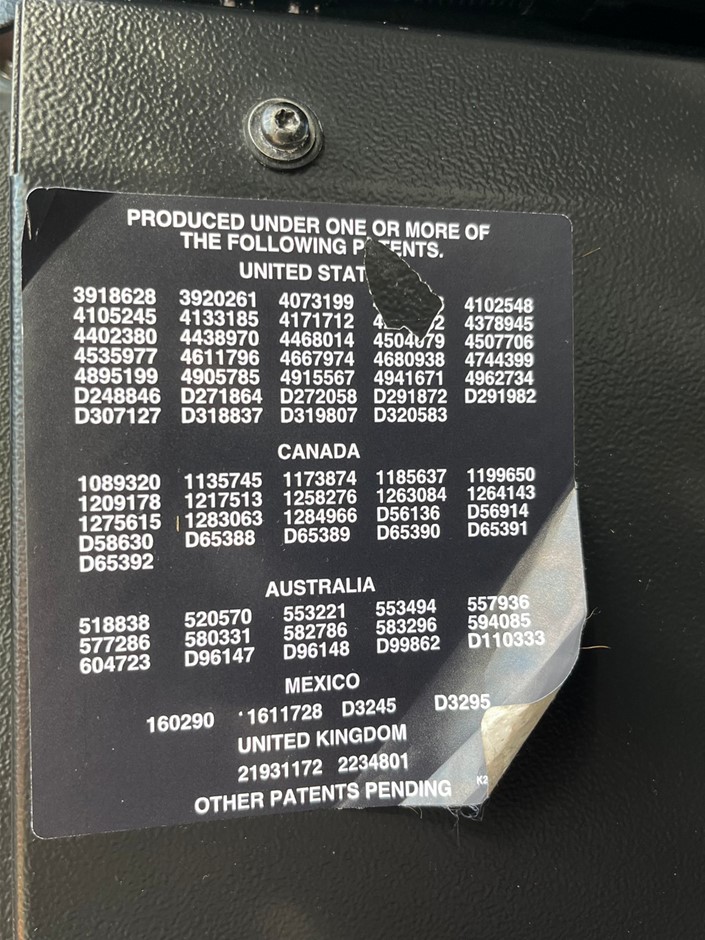 PRODUCED UNDER ONE OR MORE OF
THE FOLLOWING PATENTS.
UNITED STAT
3918628 3920261 4073199 4102548
4105245 4133185 4171712 4378945
4402380 4438970 4468014 4504079 4507706
4535977 4611796 4667974 4680938 4744399
4895199 4905785 4915567 4941671 4962734
D248846 D271864 D272058 D291872 D291982
D307127 D318837 D319807 D320583
CANADA
1089320 1135745 1173874 1185637 1199650
1209178 1217513 1258276 1263084 1264143
1275615 1283063 1284966 D56136 D56914
D58630 D65388 D65389 D65390 D65391
D65392
AUSTRALIA
518838 520570 553221 553494 557936
577286 580331 582786 583296 594085
604723 D96147 D96148 D99862 D110333
MEXICO
160290 1611728 D3245 D3295
UNITED KINGDOM
21931172 2234801
OTHER PATENTS PENDING
K2